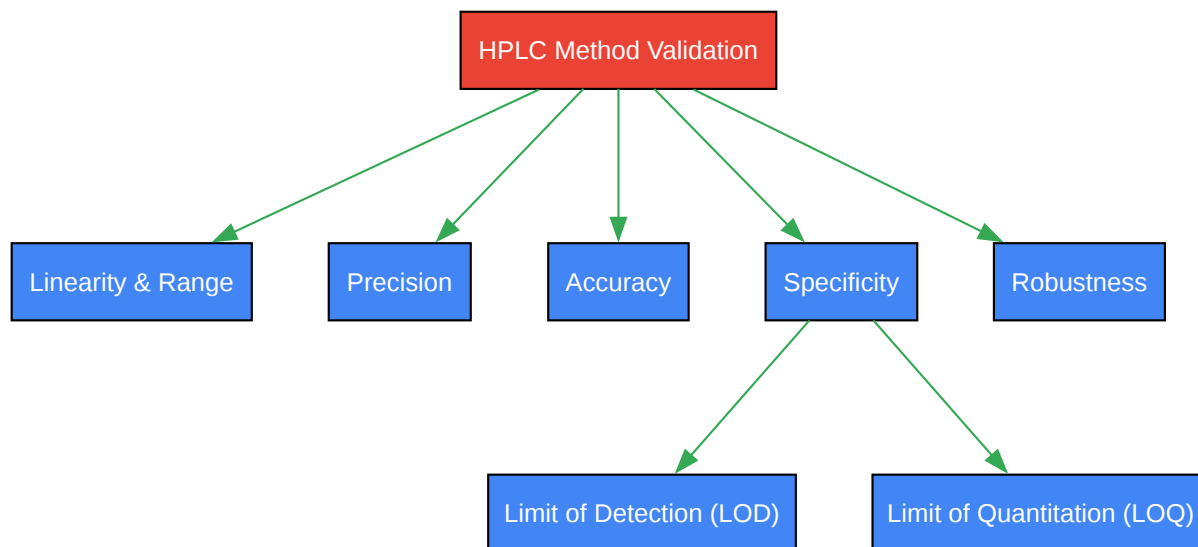 HPLC Method Validation
Linearity & Range
Precision
Accuracy
Specificity
Robustness
Limit of Detection (LOD)
Limit of Quantitation (LOQ)